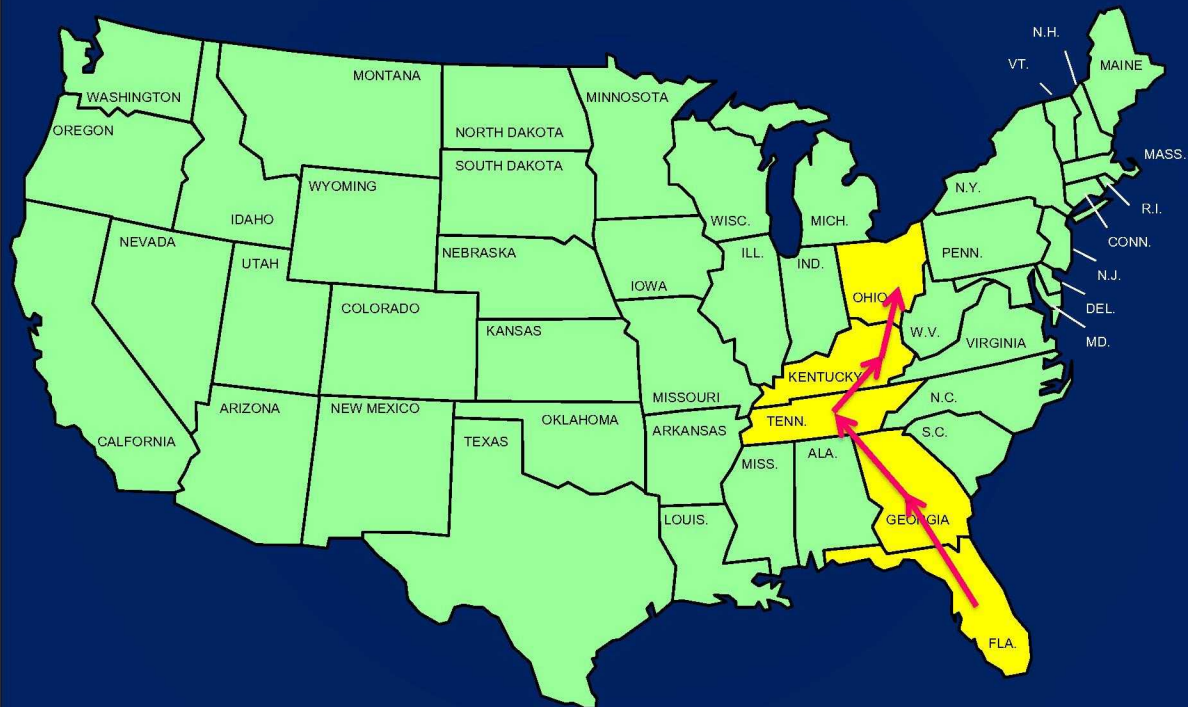 N.H.
VT.
MAINE
MONTANA
WASHINGTON
MINNOSOTA
OREGON
NORTH DAKOTA
MASS.
SOUTH DAKOTA
WYOMING
N.Y.
R.I.
IDAHO
WISC.
MICH.
NEVADA
CONN.
NEBRASKA
ILL.
PENN.
UTAH
IND.
N.J.
IOWA
OHIO
COLORADO
DEL.
KANSAS
W.V.
VIRGINIA
MD.
KENTUCKY
MISSOURI
N.C.
ARIZONA
NEW MEXICO
OKLAHOMA
TENN.
ARKANSAS
S.C.
CALFORNIA
TEXAS
ALA.
MISS.
LOUIS.
GEORGIA
FLA.